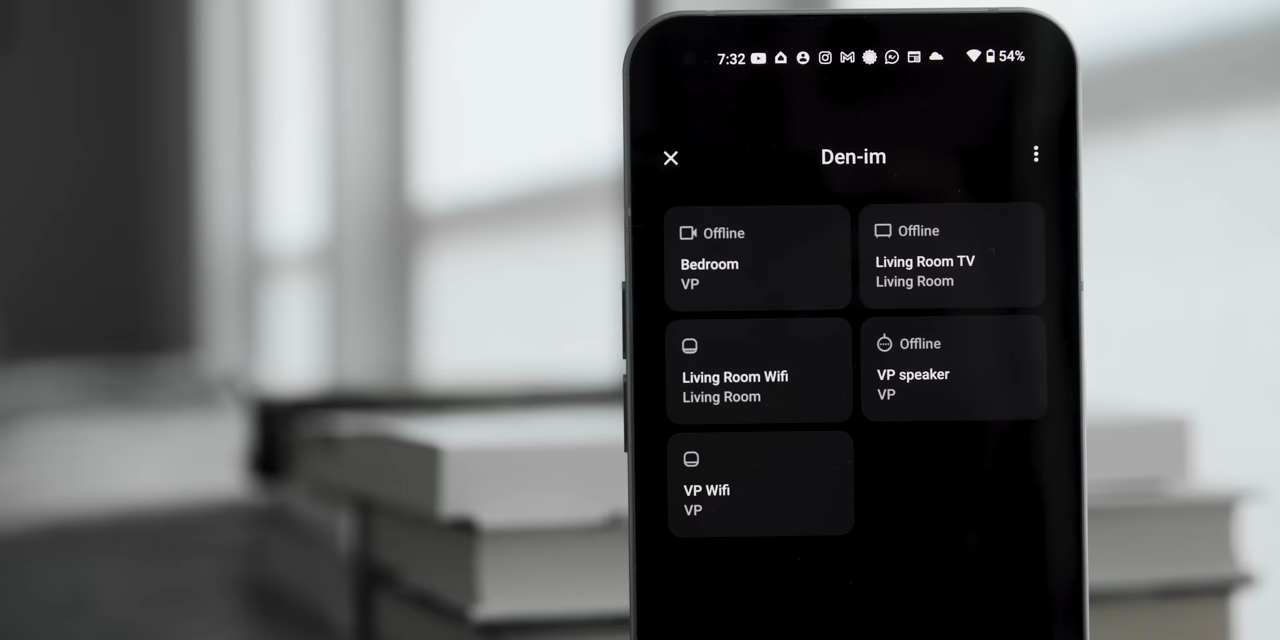 7:32 54%
Den-im
Offline
Bedroom
VP
Offline
Living Room TV
Living Room
Living Room Wifi
Living Room
Offline
VP speaker
VP
VP Wifi
VP